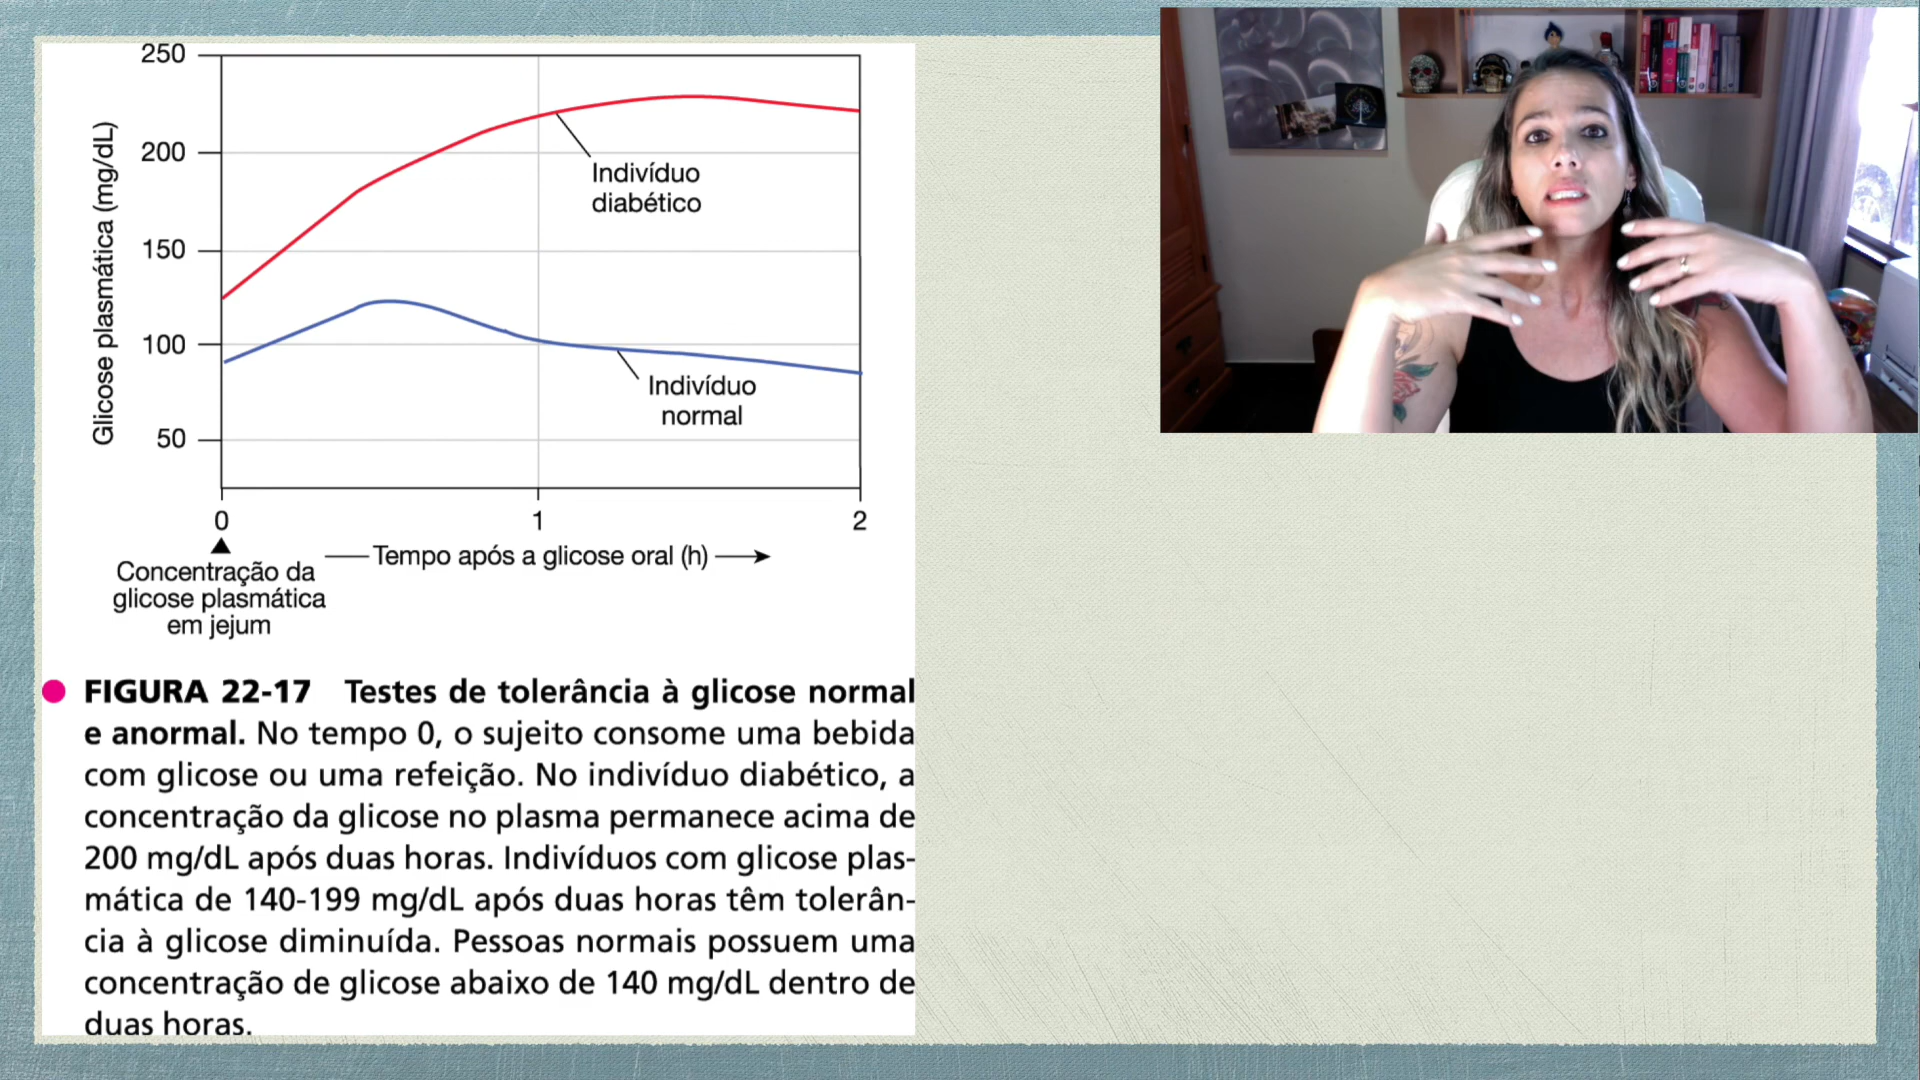 250
200
150
100
50
Glicose plasmática (mg/dL)
Indivíduo
diabético
Indivíduo
normal
0
1
2
Tempo após a glicose oral (h)
Concentração da
glicose plasmática
em jejum
FIGURA 22-17 Testes de tolerância à glicose normal
e anormal. No tempo 0, o sujeito consome uma bebida
com glicose ou uma refeição. No indivíduo diabético, a
concentração da glicose no plasma permanece acima de
200 mg/dL após duas horas. Indivíduos com glicose plas-
mática de 140-199 mg/dL após duas horas têm tolerân-
cia à glicose diminuída. Pessoas normais possuem uma
concentração de glicose abaixo de 140 mg/dL dentro de
duas horas.